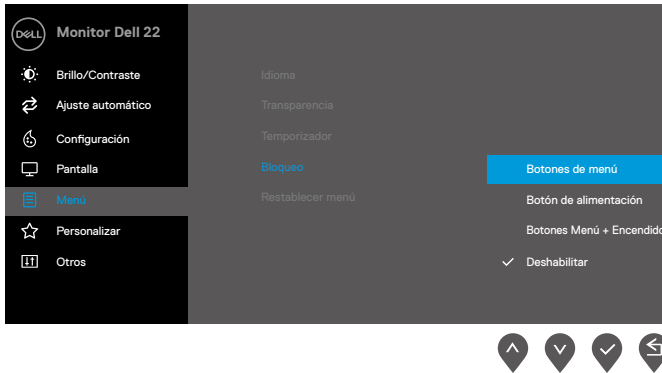 DELL
Monitor Dell 22
Brillo/Contraste
Ajuste automático
Configuración
Pantalla
Menú
Personalizar
Otros
Idioma
Transparencia
Temporizador
Bloqueo
Restablecer menú
Botones de menú
Botón de alimentación
Botones Menú + Encendido
Deshabilitar